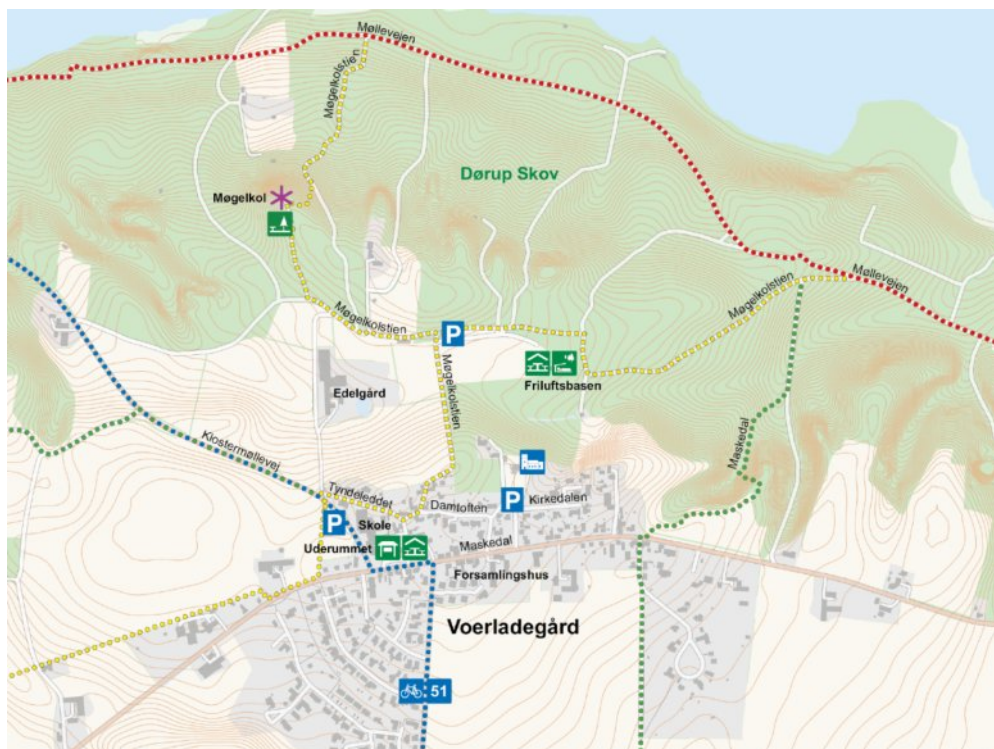 Møllevejen
Møgelkolstien
Dørup Skov
Møgelkol
Møllevejen
Møgelkolstien
Møgelkolstien
P
Møgelkolstien
Friluftsbasen
Edelgård
Maskedal
Klostermøllevej
Tyndeleddet
P
Kirkedalen
Damtoften
P
Skole
Uderummet
Maskedal
Forsamlingshus
Voerladegård
51